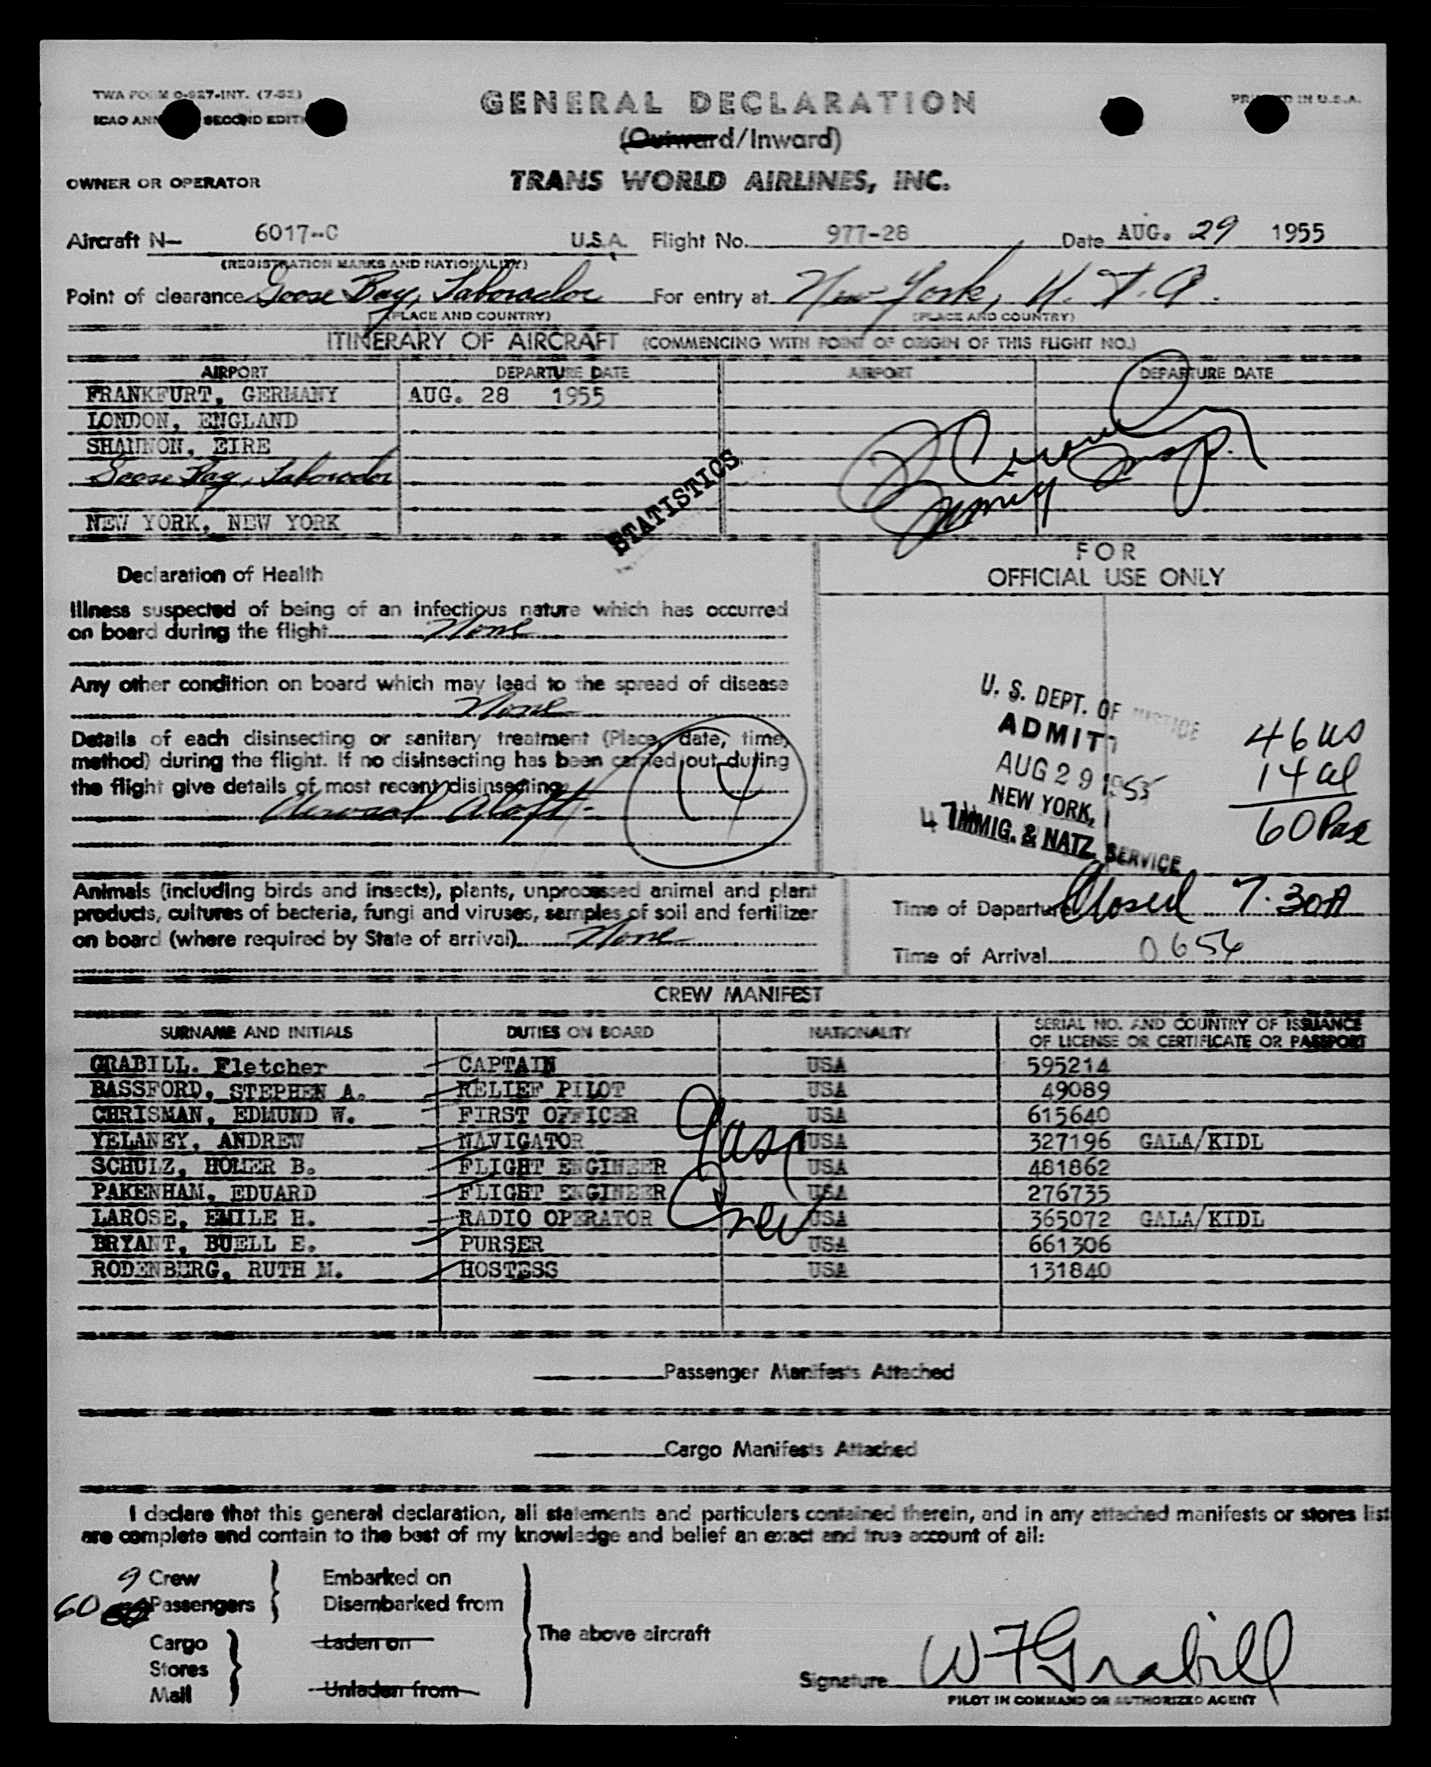 TWA FORM O-927-INT. (7-52)
ICAO ANN SECOND EDIT
PR D IN U.S.A.
GENERAL DECLARATION
(Outward/Inward)
OWNER OR OPERATOR TRANS WORLD AIRLINES, INC.
Aircraft N- 6017-C U.S.A. Flight No. 977-28 Date AUG. 29 1955
(REGISTRATION MARKS AND NATIONALITY)
Point of clearance Goose Bay, Labrador For entry at New York,
(PLACE AND COUNTRY) (PLACE AND COUNTRY)
ITINERARY OF AIRCRAFT (COMMENCING WITH POINT OF ORIGIN OF THIS FLIGHT NO.)
AIRPORT DEPARTURE DATE AIRPORT DEPARTURE DATE
FRANKFURT, GERMANY AUG. 28 1955
LONDON, ENGLAND
SHANNON, EIRE
Goose Bay, Labrador
NEW YORK, NEW YORK
STATISTICS
Immig Insp.
Declaration of Health
FOR
OFFICIAL USE ONLY
Illness suspected of being of an infectious nature which has occurred
on board during the flight None
Any other condition on board which may lead to the spread of disease
None
Details of each disinsecting or sanitary treatment (Place, date, time,
method) during the flight. If no disinsecting has been carried out during
the flight give details of most recent disinsecting
Aerosol Aloft
14
U. S. DEPT. OF JUSTICE
ADMITT
AUG 29 1955
NEW YORK,
47 IMMIG. & NATZ. SERVICE
46 US
14 al
60 Pax
Animals (including birds and insects), plants, unprocessed animal and plant
products, cultures of bacteria, fungi and viruses, samples of soil and fertilizer
on board (where required by State of arrival) None
Time of Departure Closed 7.30A
Time of Arrival 0654
CREW MANIFEST
SURNAME AND INITIALS DUTIES ON BOARD NATIONALITY SERIAL NO. AND COUNTRY OF ISSUANCE
OF LICENSE OR CERTIFICATE OR PASSPORT
GRABILL. Fletcher CAPTAIN USA 595214
BASSFORD, STEPHEN A. RELIEF PILOT USA 49089
CHRISMAN, EDMUND W. FIRST OFFICER USA 615640
YELANEY, ANDREW NAVIGATOR USA 327196 GALA/KIDL
SCHULZ, HOMER B. FLIGHT ENGINEER USA 481862
PAKENHAM, EDUARD FLIGHT ENGINEER USA 276735
LAROSE, EMILE H. RADIO OPERATOR USA 365072 GALA/KIDL
BRYANT, BUELL E. PURSER USA 661306
RODENBERG, RUTH M. HOSTESS USA 131840
Crew
Passenger Manifests Attached
Cargo Manifests Attached
I declare that this general declaration, all statements and particulars contained therein, and in any attached manifests or stores list
are complete and contain to the best of my knowledge and belief an exact and true account of all:
9 Crew Embarked on
60 Passengers Disembarked from
The above aircraft
Cargo Laden on
Stores
Mail Unladen from
Signature WFGrabill
PILOT IN COMMAND OR AUTHORIZED AGENT